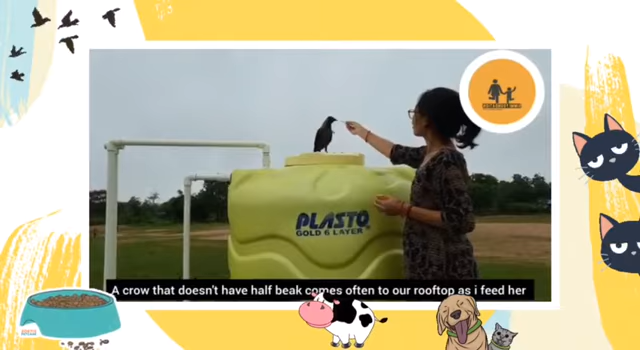 PLASTO
GOLD 6 LAYER
A crow that doesn't have half beak comes often to our rooftop as i feed her